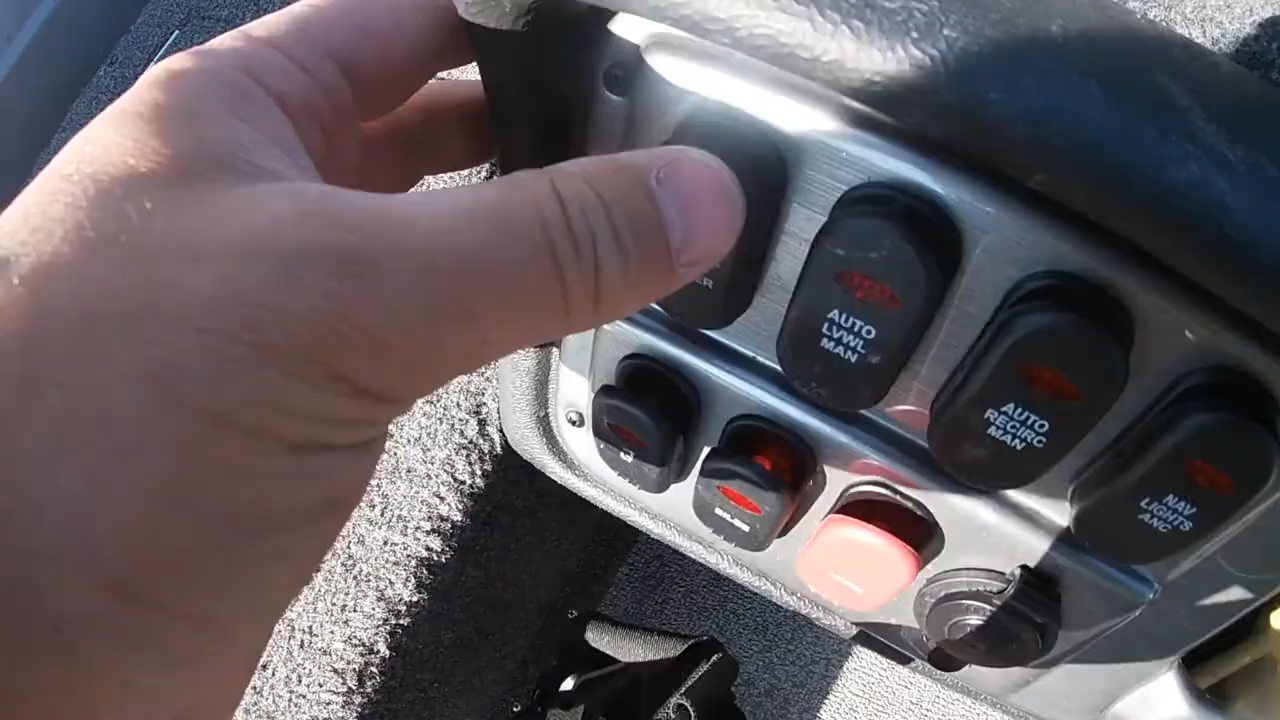 AUTO
LVWL
MAN
AUTO
RECIRC
MAN
NAV
LIGHTS
ANC